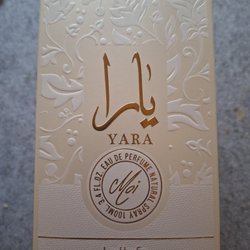 يارا
YARA
3.4 FL.OZ. EAU DE PERFUME NATURAL SPRAY 100ML
Moi